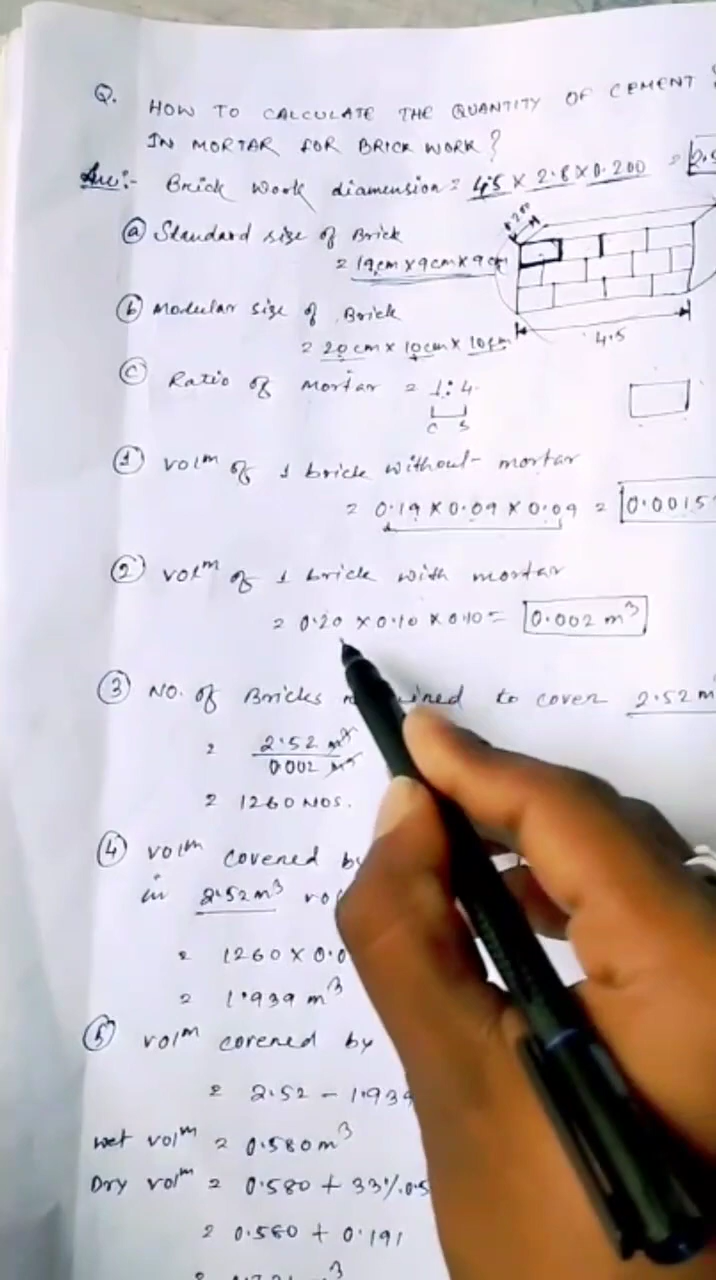 Q. HOW TO CALCULATE THE QUANTITY OF CEMENT
IN MORTAR FOR BRICK WORK?
Ans:- Brick Work diamension = 4.5 × 2.8 × 0.200 =
(a) Standard size of Brick
= 19cm × 9cm × 9cm
0.200
(b) Modular size of Brick
= 20cm × 10cm × 10cm
4.5
(c) Ratio of mortar = 1:4
C S
(1) volm of 1 brick without mortar
= 0.19 × 0.09 × 0.09 = 0.0015
(2) volm of 1 brick with mortar
= 0.20 × 0.10 × 0.10 = 0.002 m³
(3) NO. of Bricks to cover 2.52 m
= 2.52 m³
0.002 m³
= 1260 NOS.
(4) volm covered by
in 2.52m³
= 1260 × 0.0
= 1.939 m³
(5) volm covered by
= 2.52 - 1.939
wet volm = 0.580m³
Dry volm = 0.580 + 33%
= 0.580 + 0.191